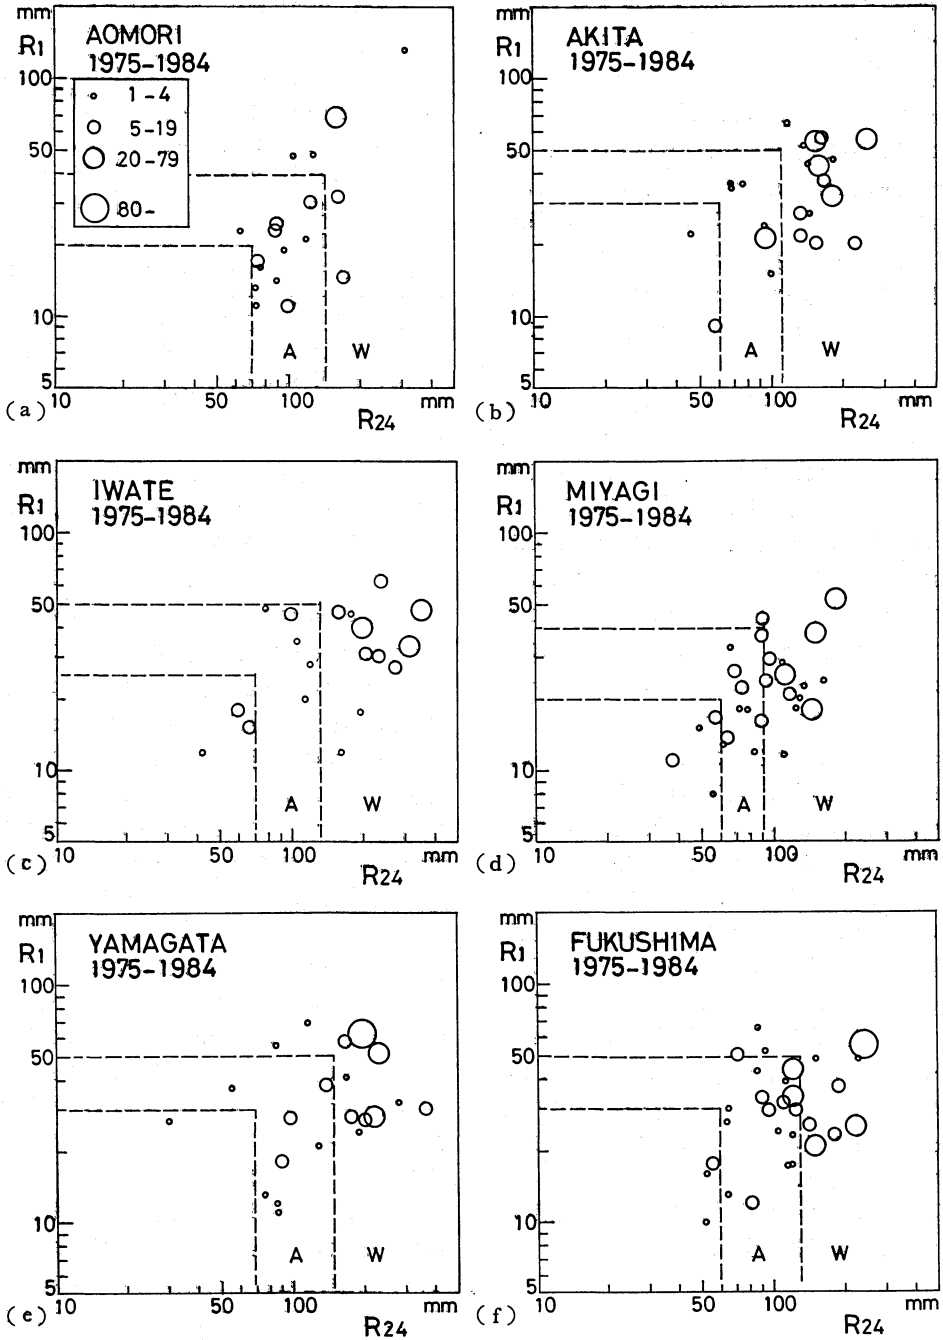 mm
R1
AOMORI
1975-1984
100
1-4
5-19
20-79
80-
50
10
5
A W
10 50 100 mm
(a) R24
mm
R1
AKITA
1975-1984
100
50
10
5
A W
10 50 100 mm
(b) R24
mm
R1
IWATE
1975-1984
100
50
10
5
A W
10 50 100 mm
(c) R24
mm
R1
MIYAGI
1975-1984
100
50
10
5
A W
10 50 100 mm
(d) R24
mm
R1
YAMAGATA
1975-1984
100
50
10
5
A W
10 50 100 mm
(e) R24
mm
R1
FUKUSHIMA
1975-1984
100
50
10
5
A W
10 50 100 mm
(f) R24